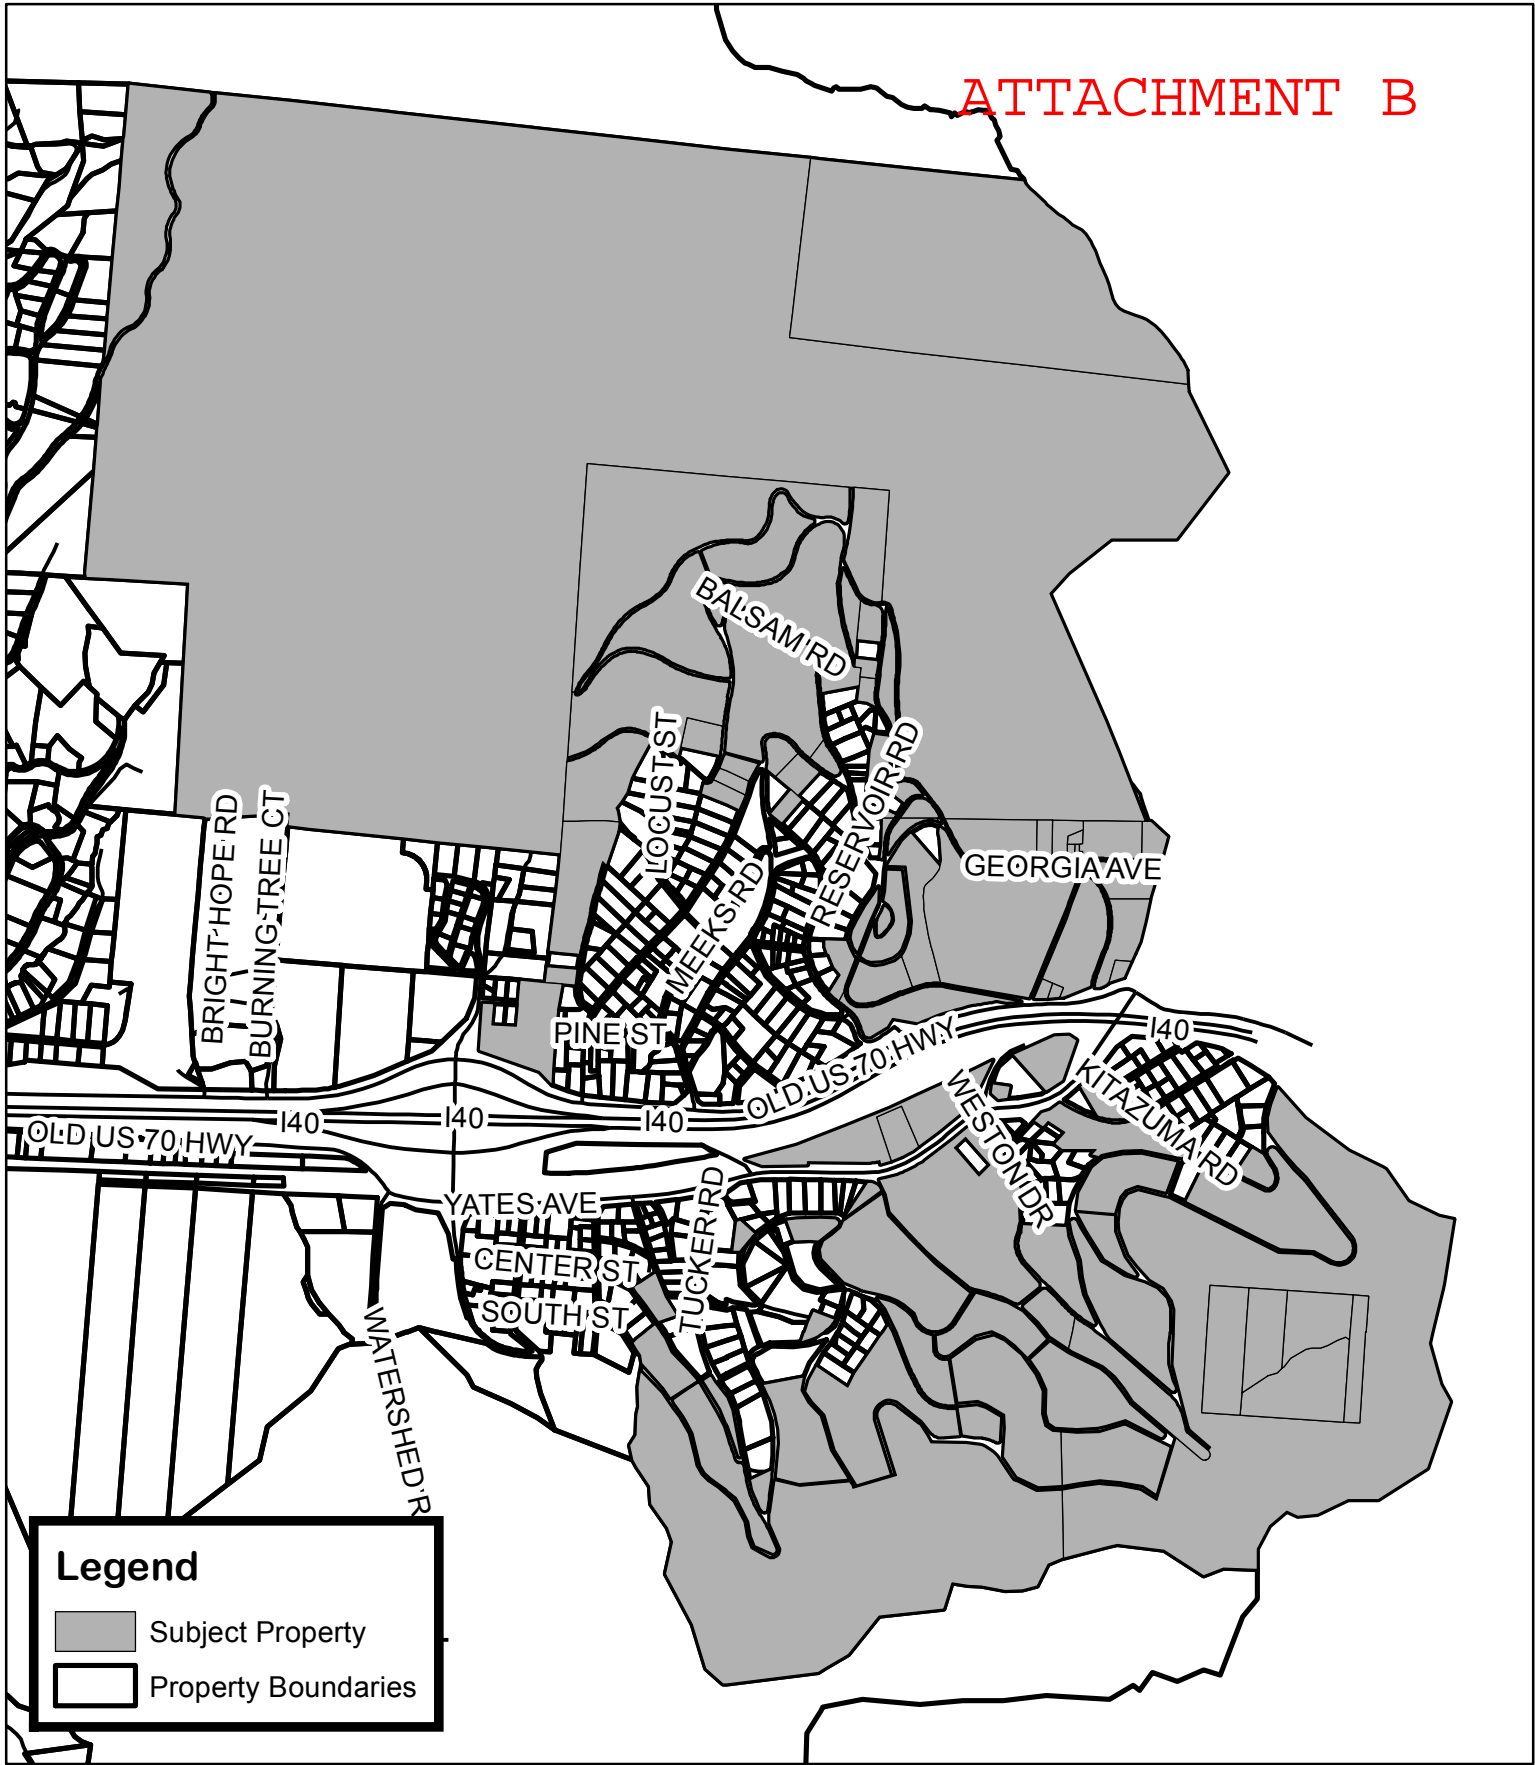 ATTACHMENT B
BALSAM RD
LOCUST ST
RESERVOIR RD
GEORGIA AVE
BRIGHT HOPE RD
BURNING TREE CT
MEEKS RD
PINE ST
OLD US 70 HWY
I40
I40
I40
I40
OLD US 70 HWY
WESTON DR
KITAZUMA RD
YATES AVE
TUCKER RD
CENTER ST
SOUTH ST
WATERSHED R
Legend
Subject Property
Property Boundaries